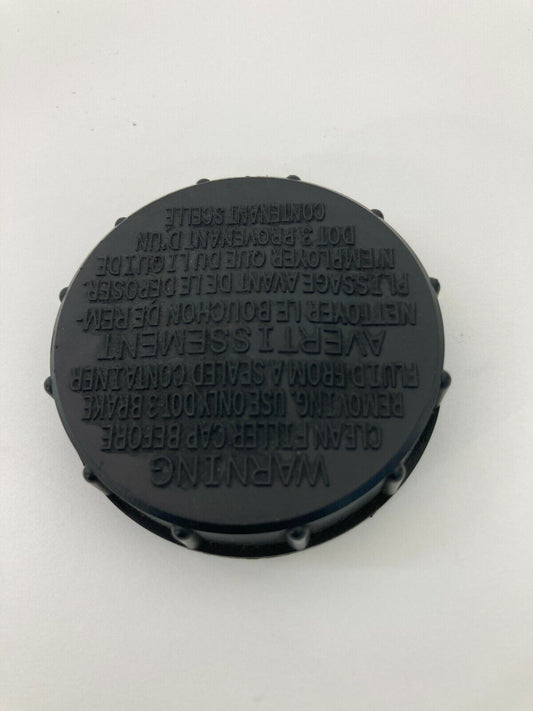 WARNING
CLEAN FILLER CAP BEFORE
REMOVING. USE ONLY DOT 3 BRAKE
FLUID FROM A SEALED CONTAINER
AVERTISSEMENT
NETTOYER LE BOUCHON DE REM-
PLISSAGE AVANT DE LE DEPOSER.
N'EMPLOYER QUE DU LIQUIDE
DOT 3 PROVENANT D'UN
CONTENANT SCELLE